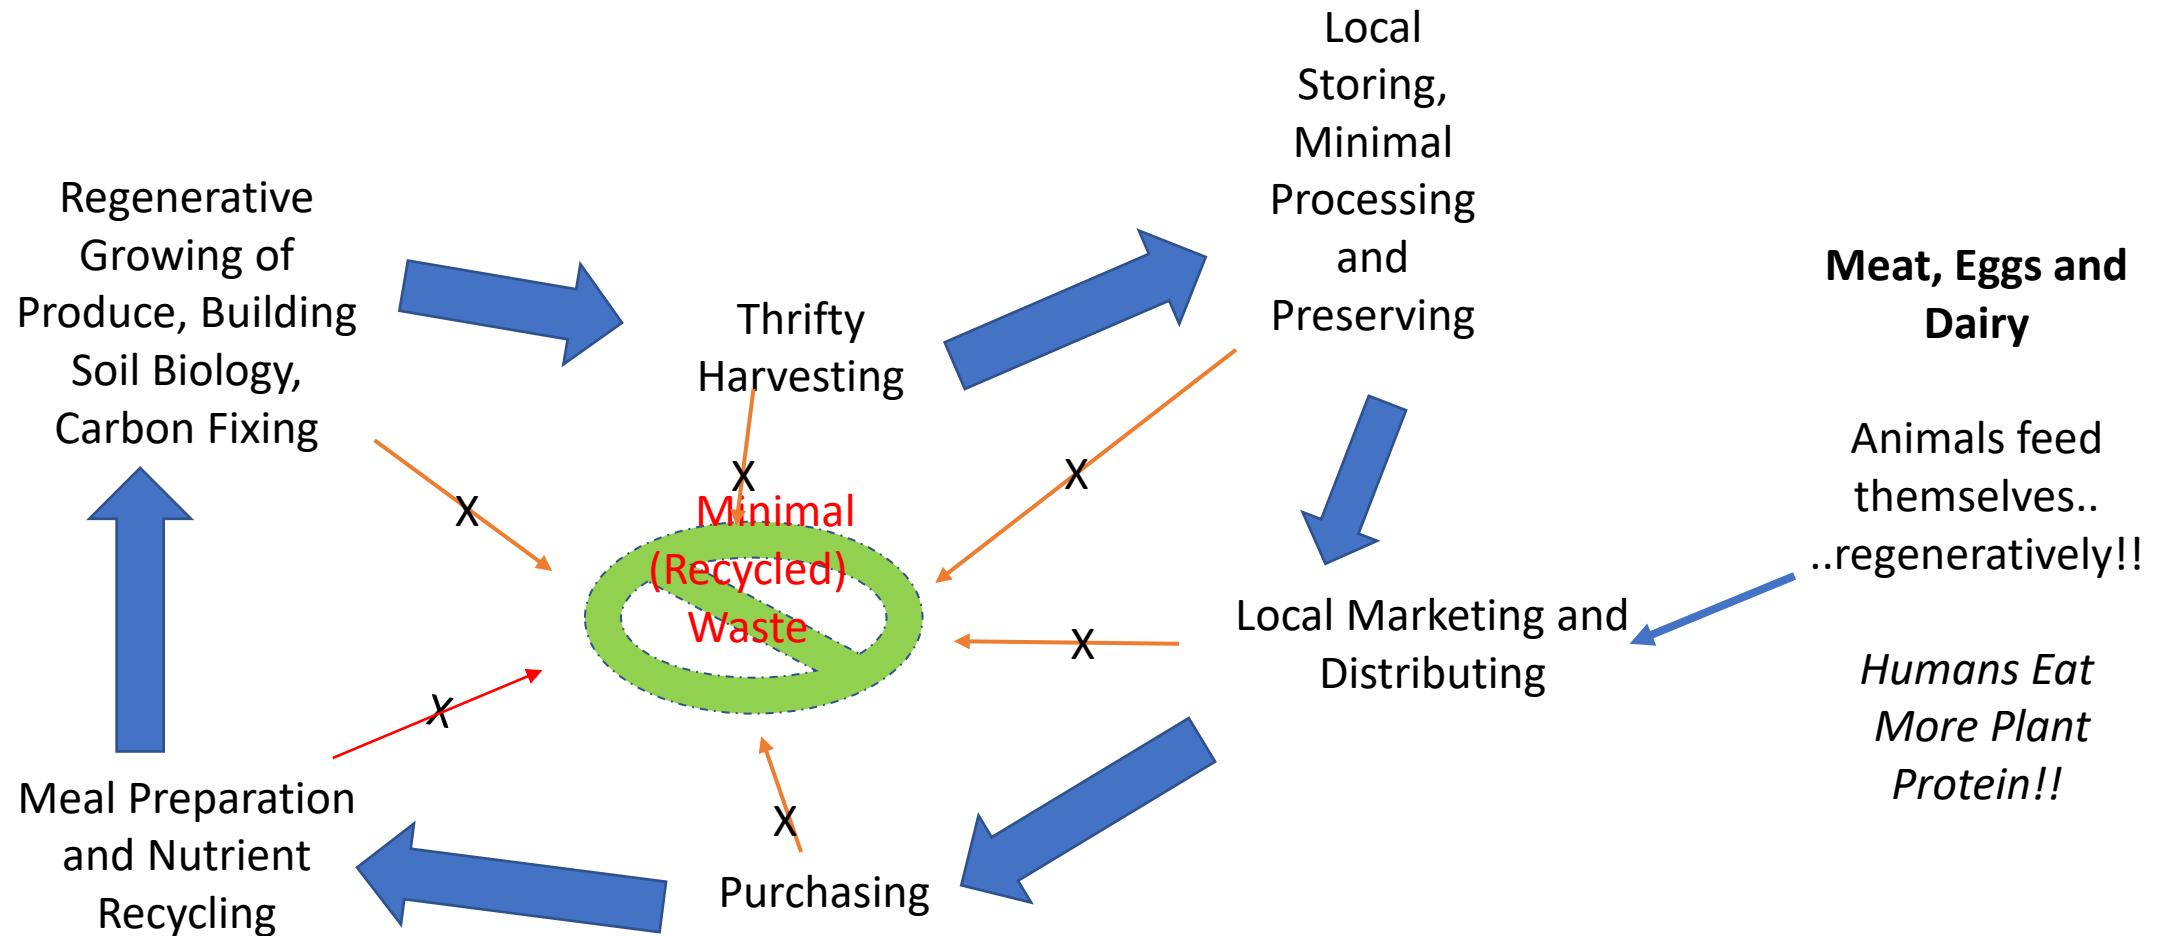 Regenerative
Growing of
Produce, Building
Soil Biology,
Carbon Fixing
Thrifty
Harvesting
Local
Storing,
Minimal
Processing
and
Preserving
Meat, Eggs and
Dairy
Animals feed
themselves..
..regeneratively!!
Humans Eat
More Plant
Protein!!
Local Marketing and
Distributing
Purchasing
Meal Preparation
and Nutrient
Recycling
Minimal
(Recycled)
Waste
X
X
X
X
X
X